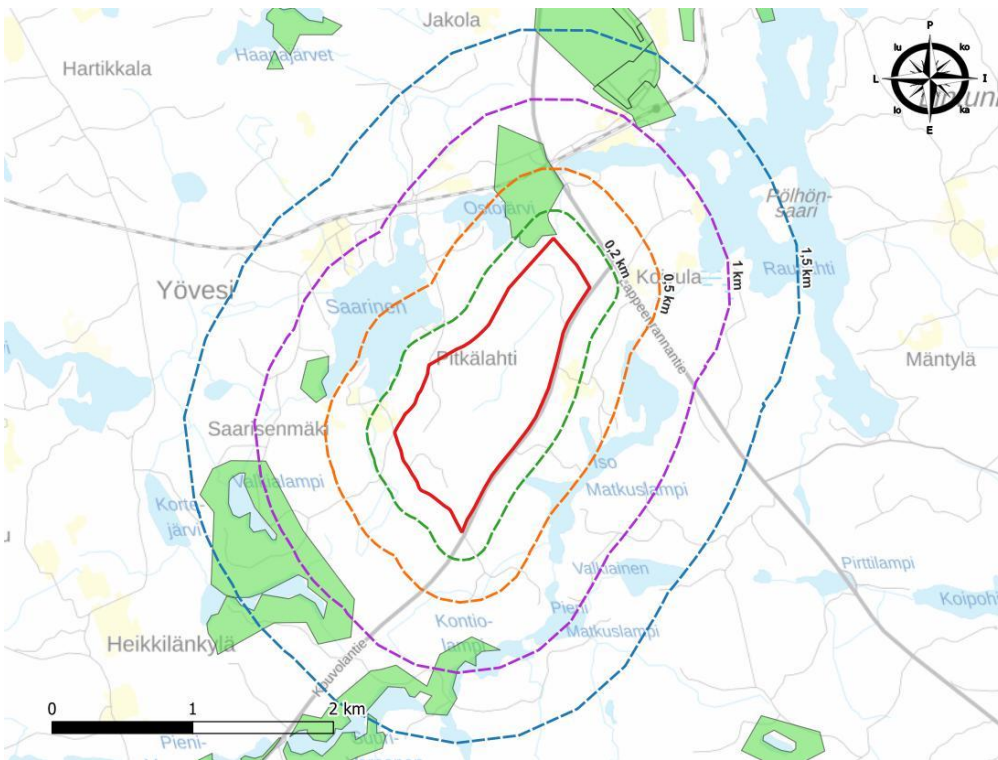 Jakola
Haapajärvet
Hartikkala
P
lu
ko
L
I
lo
ka
E
Pölhön-
saari
Ostojärvi
0,2 km
Lappeenrannantie
0,5 km
1 km
1,5 km
Yövesi
Saarinen
Pitkälahti
Mäntylä
Saarisenmäki
Valkialampi
Iso
Matkuslampi
Korte-
järvi
Valkiainen
Pirttilampi
Koipohj
Pieni
Matkuslampi
Kontio-
lampi
Heikkilänkylä
Kouvolantie
0
1
2 km
Pieni-